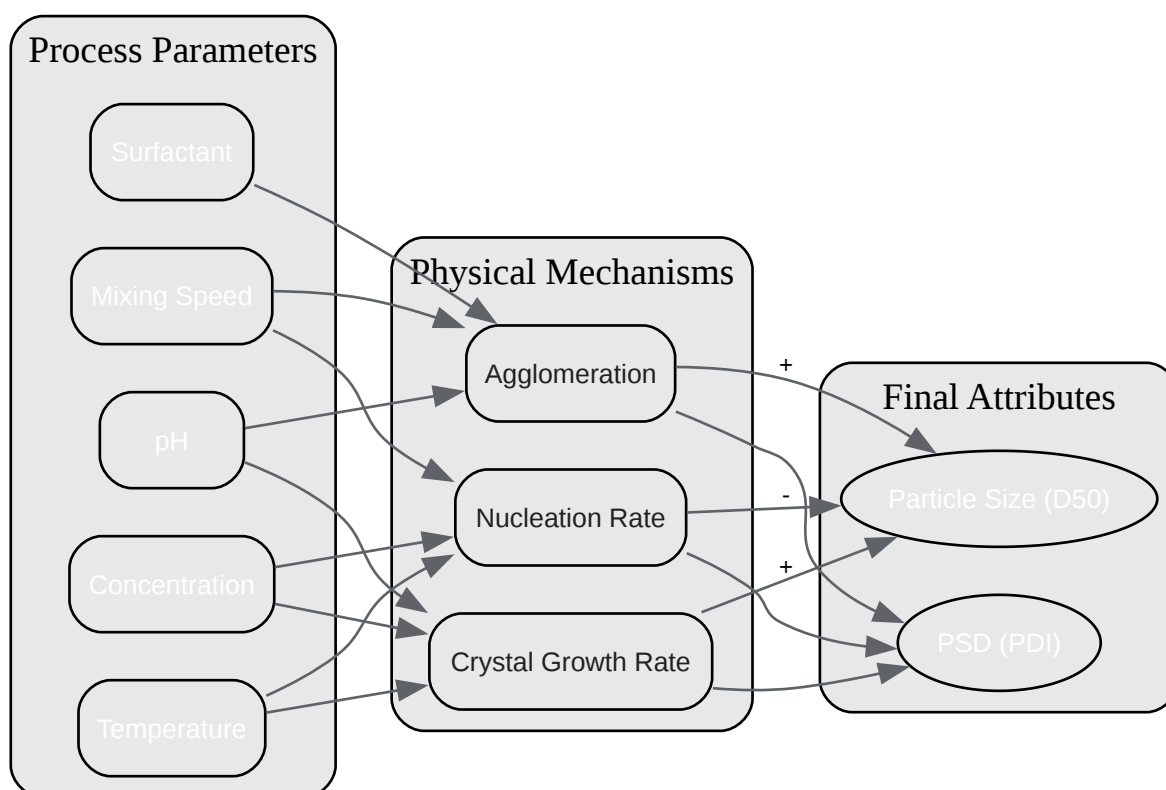 Process Parameters
Surfactant
Mixing Speed
pH
Concentration
Temperature
Physical Mechanisms
Agglomeration
Nucleation Rate
Crystal Growth Rate
+
-
+
Final Attributes
Particle Size (D50)
PSD (PDI)